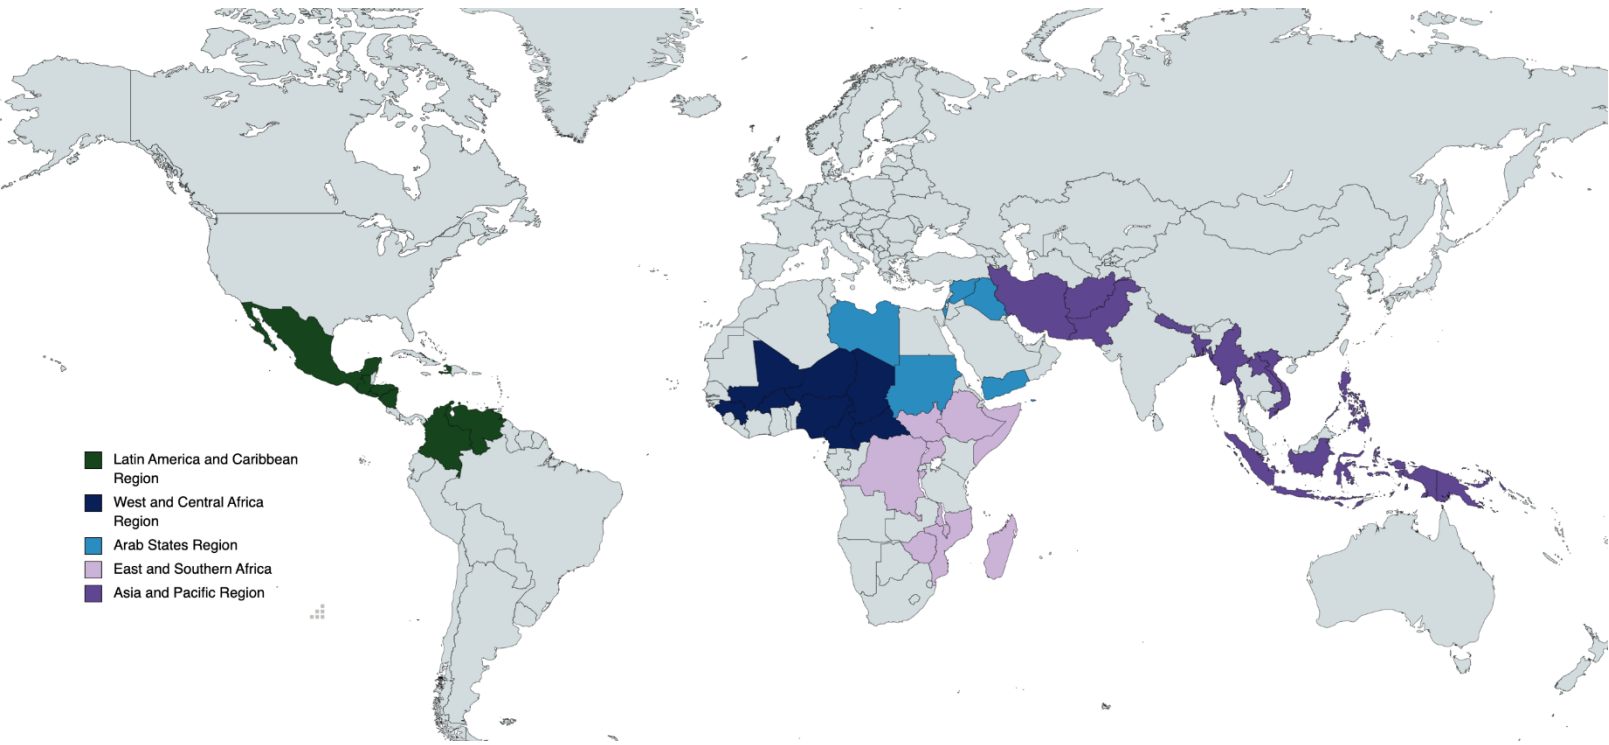 Latin America and Caribbean
Region
West and Central Africa
Region
Arab States Region
East and Southern Africa
Asia and Pacific Region